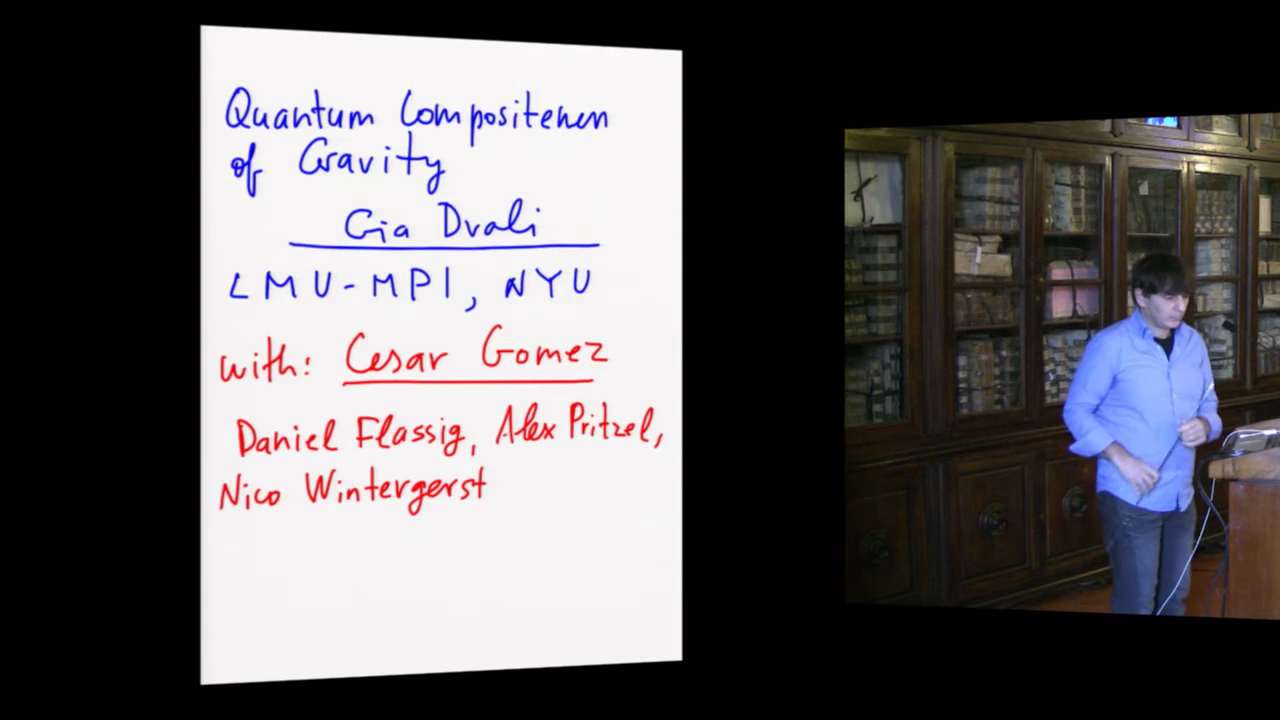 Quantum Compositeness
of Gravity
Gia Dvali
LMU-MPI, NYU
with: Cesar Gomez
Daniel Flassig, Alex Pritzel,
Nico Wintergerst